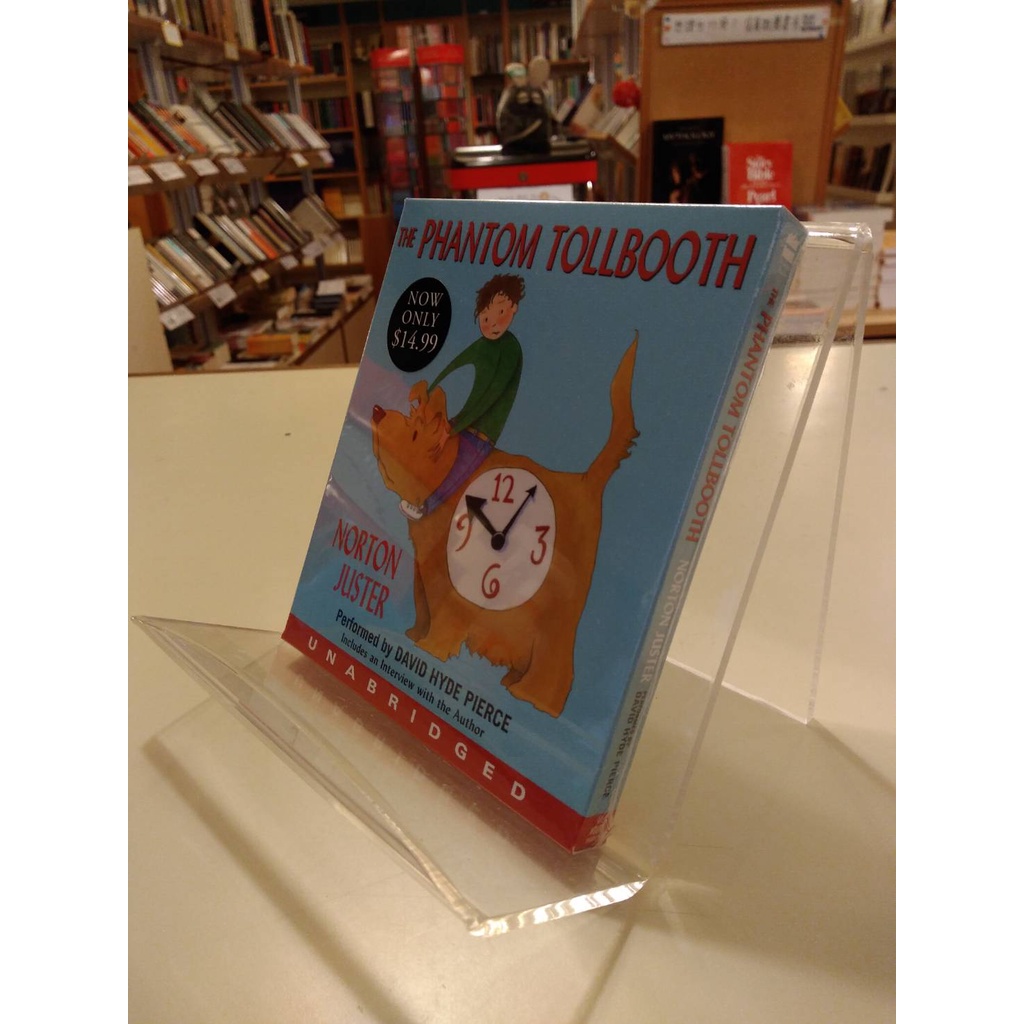 THE PHANTOM TOLLBOOTH
NOW
ONLY
$14.99
12
9
3
6
NORTON
JUSTER
Performed by DAVID HYDE PIERCE
Includes an Interview with the Author
UNABRIDGED
THE PHANTOM TOLLBOOTH NORTON JUSTER DAVID HYDE PIERCE